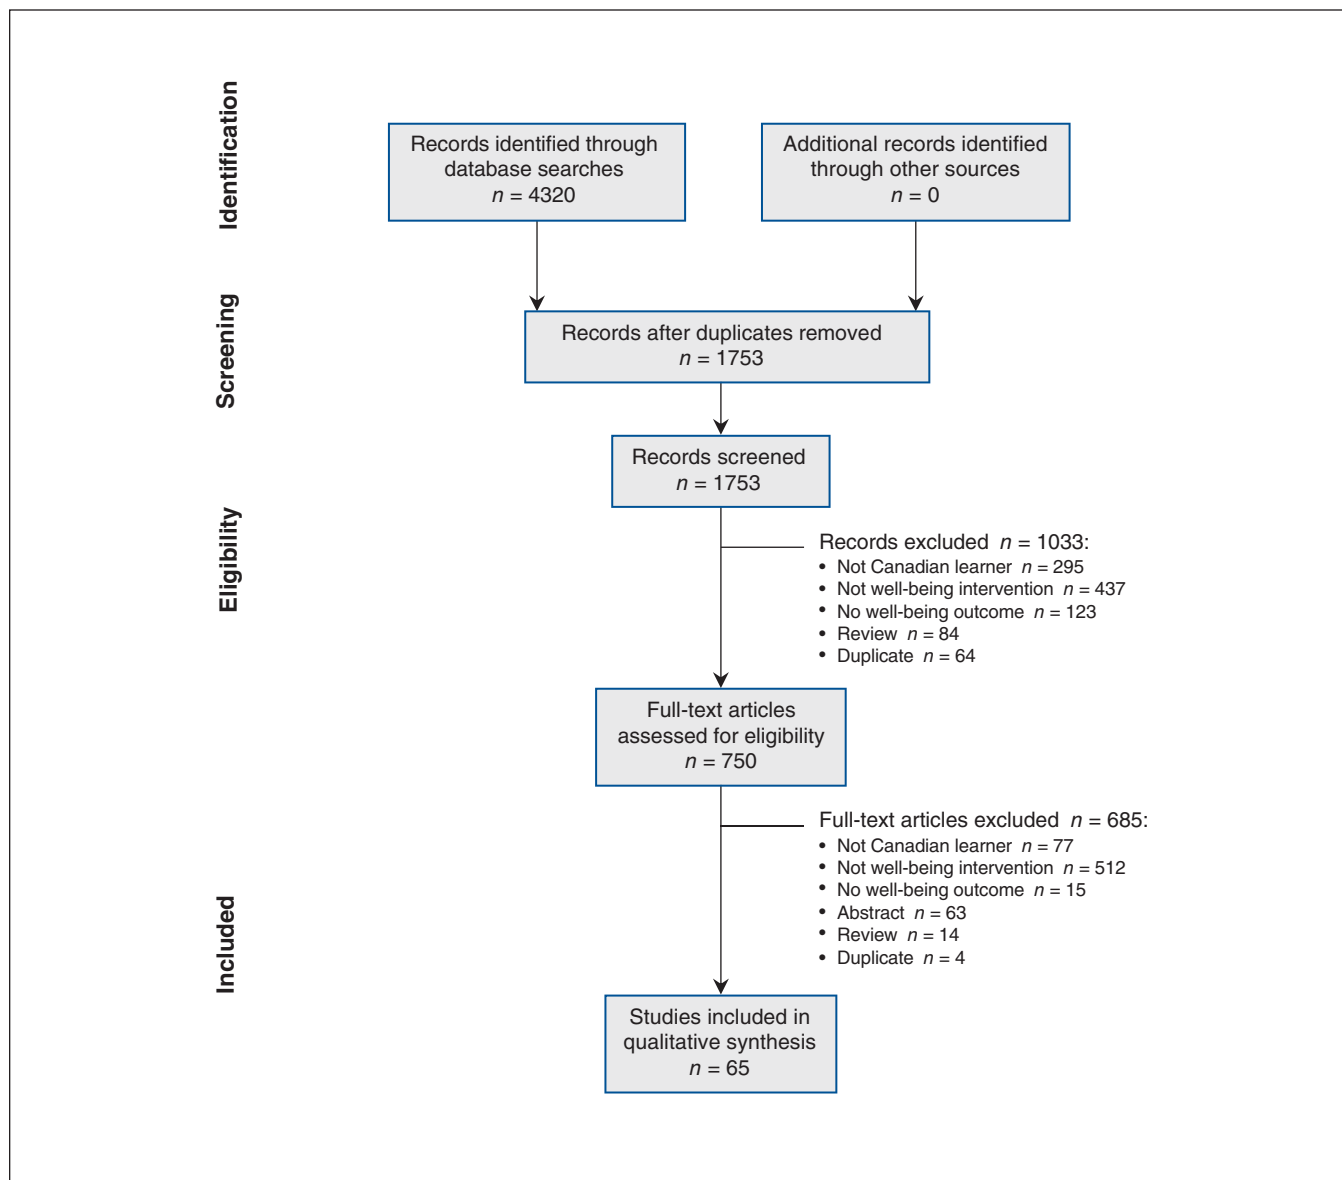 Identification
Records identified through
database searches
n = 4320
Additional records identified
through other sources
n = 0
Screening
Records after duplicates removed
n = 1753
Records screened
n = 1753
Eligibility
Records excluded n = 1033:
• Not Canadian learner n = 295
• Not well-being intervention n = 437
• No well-being outcome n = 123
• Review n = 84
• Duplicate n = 64
Full-text articles
assessed for eligibility
n = 750
Full-text articles excluded n = 685:
• Not Canadian learner n = 77
• Not well-being intervention n = 512
• No well-being outcome n = 15
• Abstract n = 63
• Review n = 14
• Duplicate n = 4
Included
Studies included in
qualitative synthesis
n = 65